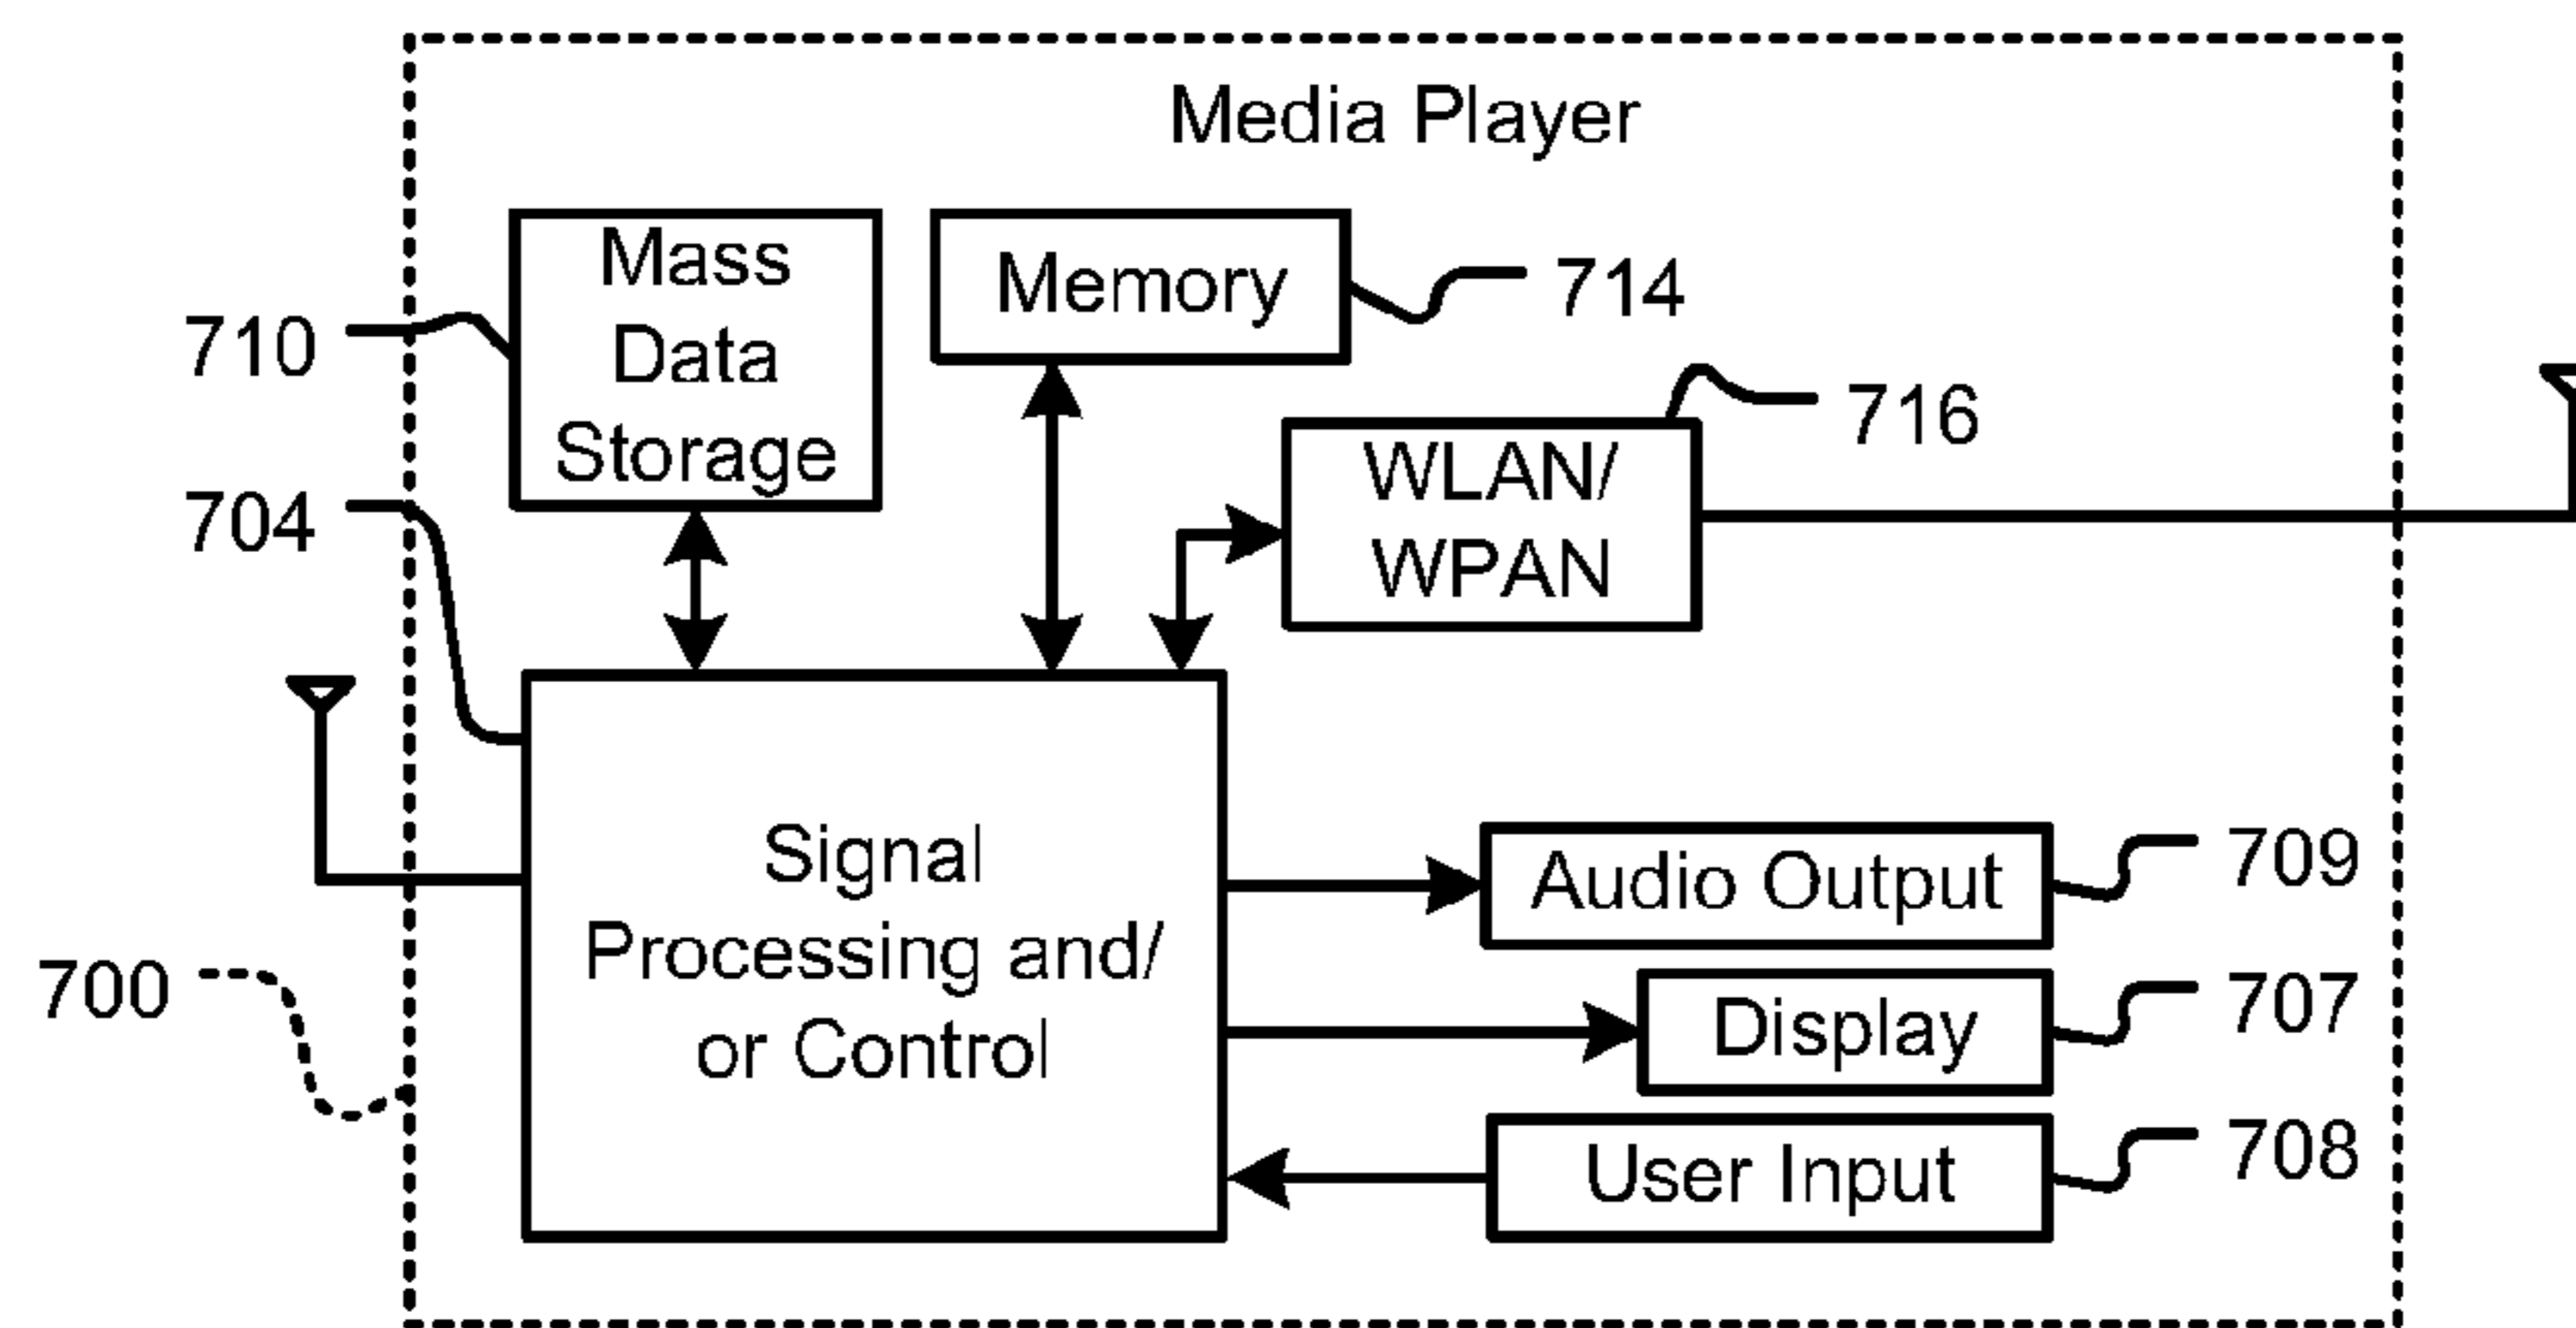 Media Player
Mass
Data
Storage
Memory
714
710
716
WLAN/
WPAN
704
Signal
Processing and/
or Control
Audio Output
709
700
Display
707
User Input
708